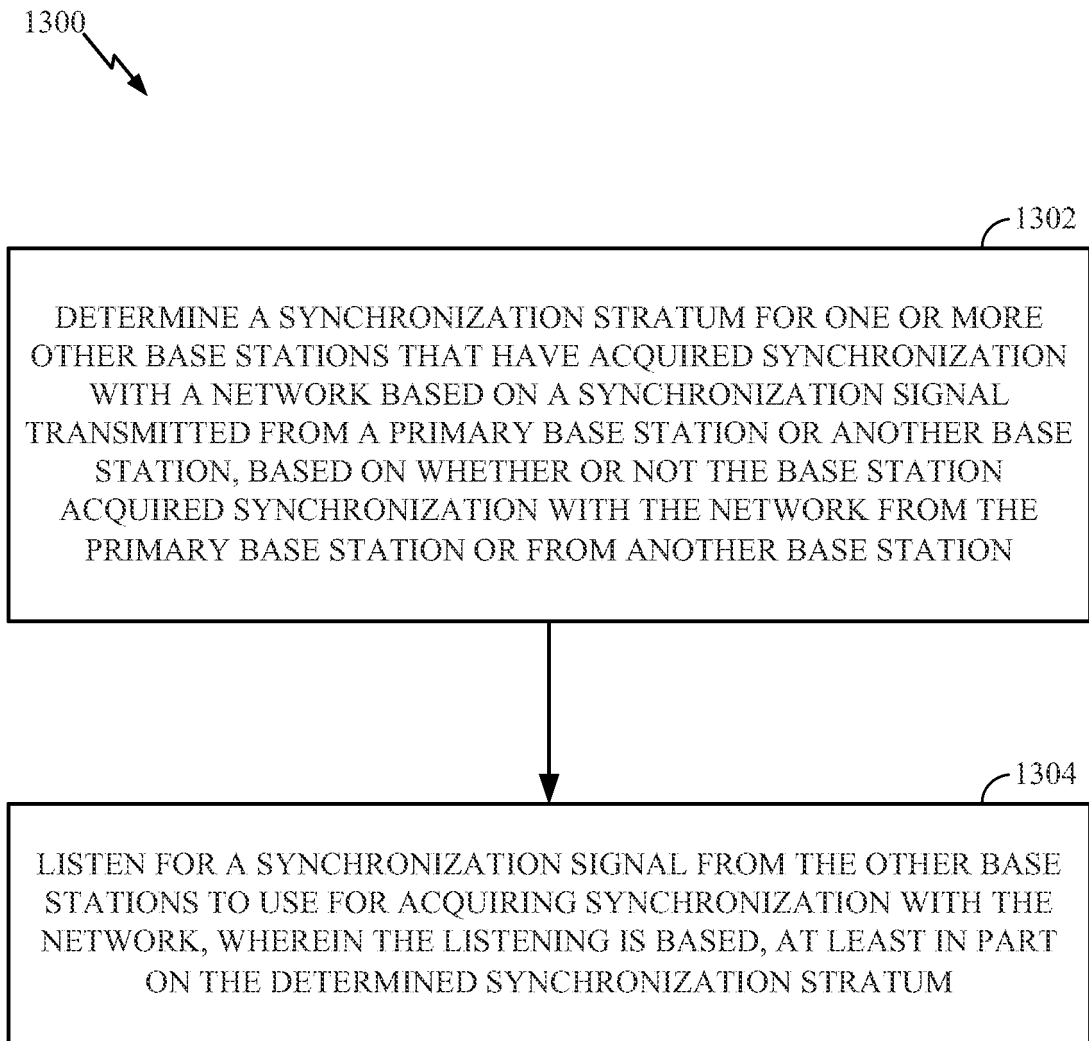 1300
1302
DETERMINE A SYNCHRONIZATION STRATUM FOR ONE OR MORE
OTHER BASE STATIONS THAT HAVE ACQUIRED SYNCHRONIZATION
WITH A NETWORK BASED ON A SYNCHRONIZATION SIGNAL
TRANSMITTED FROM A PRIMARY BASE STATION OR ANOTHER BASE
STATION, BASED ON WHETHER OR NOT THE BASE STATION
ACQUIRED SYNCHRONIZATION WITH THE NETWORK FROM THE
PRIMARY BASE STATION OR FROM ANOTHER BASE STATION
1304
LISTEN FOR A SYNCHRONIZATION SIGNAL FROM THE OTHER BASE
STATIONS TO USE FOR ACQUIRING SYNCHRONIZATION WITH THE
NETWORK, WHEREIN THE LISTENING IS BASED, AT LEAST IN PART
ON THE DETERMINED SYNCHRONIZATION STRATUM